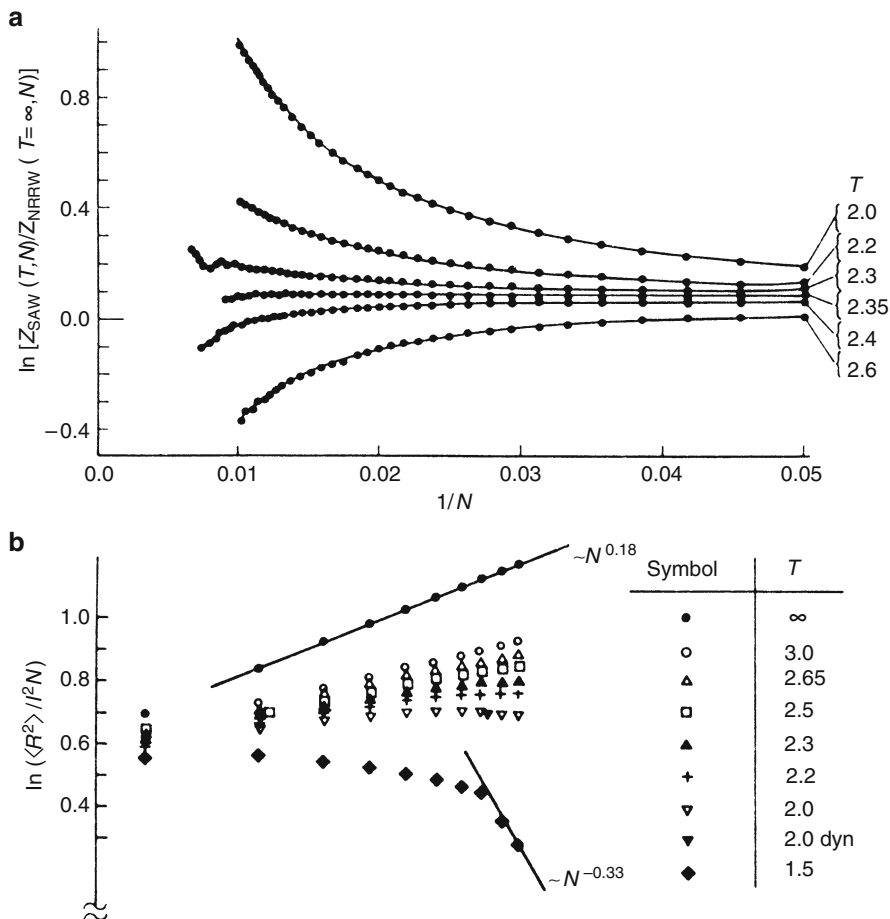 a
ln [Z_SAW (T,N)/Z_NRRW ( T=∞,N)]
0.8
0.4
0.0
−0.4
0.0
0.01
0.02
0.03
0.04
0.05
1/N
T
2.0
2.2
2.3
2.35
2.4
2.6
b
ln (⟨R²⟩/l²N)
1.0
0.8
0.6
0.4
~N^0.18
~N^−0.33
Symbol T
∞
3.0
2.65
2.5
2.3
2.2
2.0
2.0 dyn
1.5